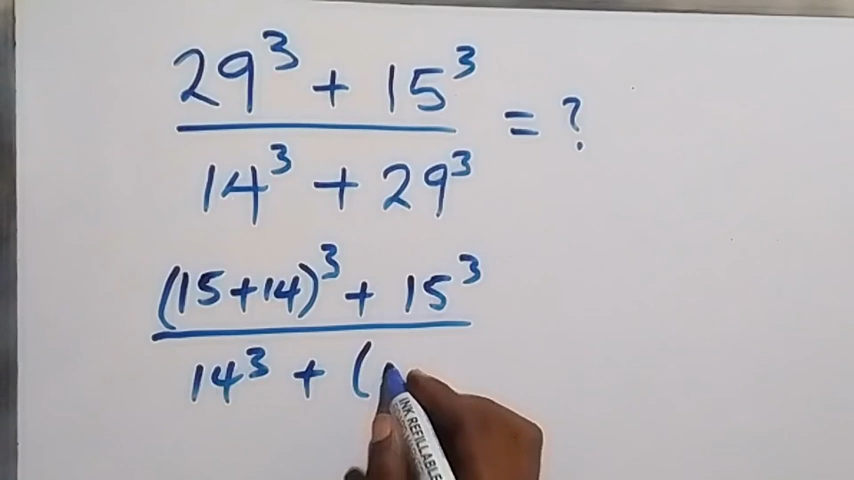 29³ + 15³
= ?
14³ + 29³
(15+14)³ + 15³
14³ + (
INK REFILLABLE